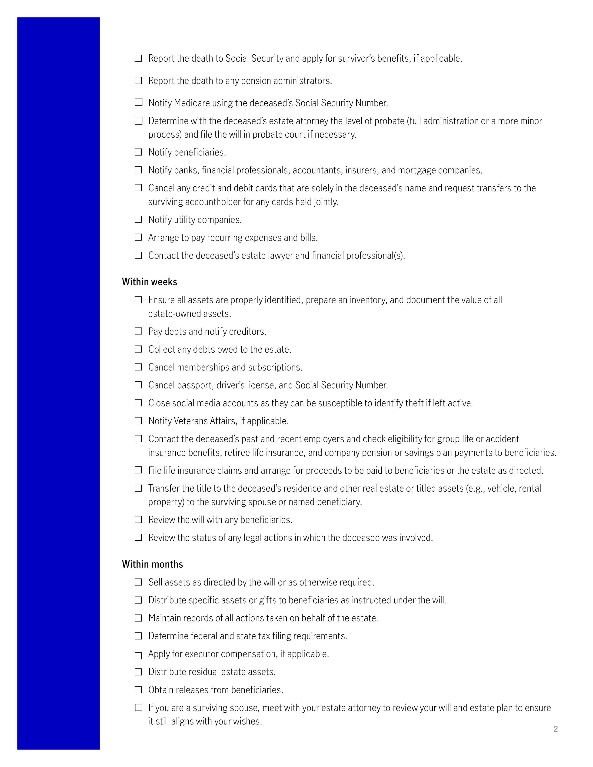 ☐ Report the death to Social Security and apply for survivor's benefits, if applicable.
☐ Report the death to any pension administrators.
☐ Notify Medicare using the deceased's Social Security Number.
☐ Determine with the deceased's estate attorney the level of probate (full administration or a more minor
process) and file the will in probate court if necessary.
☐ Notify beneficiaries.
☐ Notify banks, financial professionals, accountants, insurers, and mortgage companies.
☐ Cancel any credit and debit cards that are solely in the deceased's name and request transfers to the
surviving accountholder for any cards held jointly.
☐ Notify utility companies.
☐ Arrange to pay recurring expenses and bills.
☐ Contact the deceased's estate lawyer and financial professional(s).
Within weeks
☐ Ensure all assets are properly identified, prepare an inventory, and document the value of all
estate-owned assets.
☐ Pay debts and notify creditors.
☐ Collect any debts owed to the estate.
☐ Cancel memberships and subscriptions.
☐ Cancel passport, driver's license, and Social Security Number.
☐ Close social media accounts as they can be susceptible to identify theft if left active.
☐ Notify Veterans Affairs, if applicable.
☐ Contact the deceased's past and recent employers and check eligibility for group life or accident
insurance benefits, retiree life insurance, and company pension or savings plan payments to beneficiaries.
☐ File life insurance claims and arrange for proceeds to be paid to beneficiaries or the estate as directed.
☐ Transfer the title to the deceased's residence and other real estate or titled assets (e.g., vehicle, rental
property) to the surviving spouse or named beneficiary.
☐ Review the will with any beneficiaries.
☐ Review the status of any legal actions in which the deceased was involved.
Within months
☐ Sell assets as directed by the will or as otherwise required.
☐ Distribute specific assets or gifts to beneficiaries as instructed under the will.
☐ Maintain records of all actions taken on behalf of the estate.
☐ Determine federal and state tax filing requirements.
☐ Apply for executor compensation, if applicable.
☐ Distribute residual estate assets.
☐ Obtain releases from beneficiaries.
☐ If you are a surviving spouse, meet with your estate attorney to review your will and estate plan to ensure
it still aligns with your wishes.
2